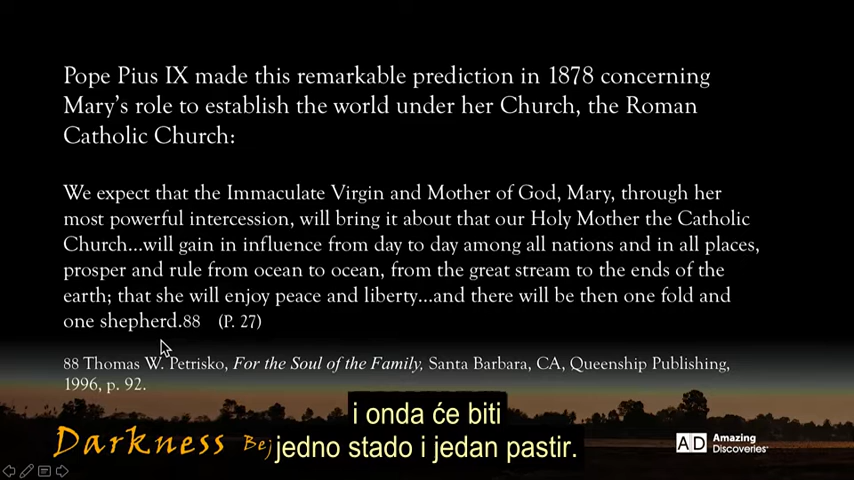 Pope Pius IX made this remarkable prediction in 1878 concerning
Mary's role to establish the world under her Church, the Roman
Catholic Church:
We expect that the Immaculate Virgin and Mother of God, Mary, through her
most powerful intercession, will bring it about that our Holy Mother the Catholic
Church...will gain in influence from day to day among all nations and in all places,
prosper and rule from ocean to ocean, from the great stream to the ends of the
earth; that she will enjoy peace and liberty...and there will be then one fold and
one shepherd.88 (P. 27)
88 Thomas W. Petrisko, For the Soul of the Family, Santa Barbara, CA, Queenship Publishing,
1996, p. 92.
i onda će biti
jedno stado i jedan pastir.
Darkness Bej
AD Amazing
Discoveries